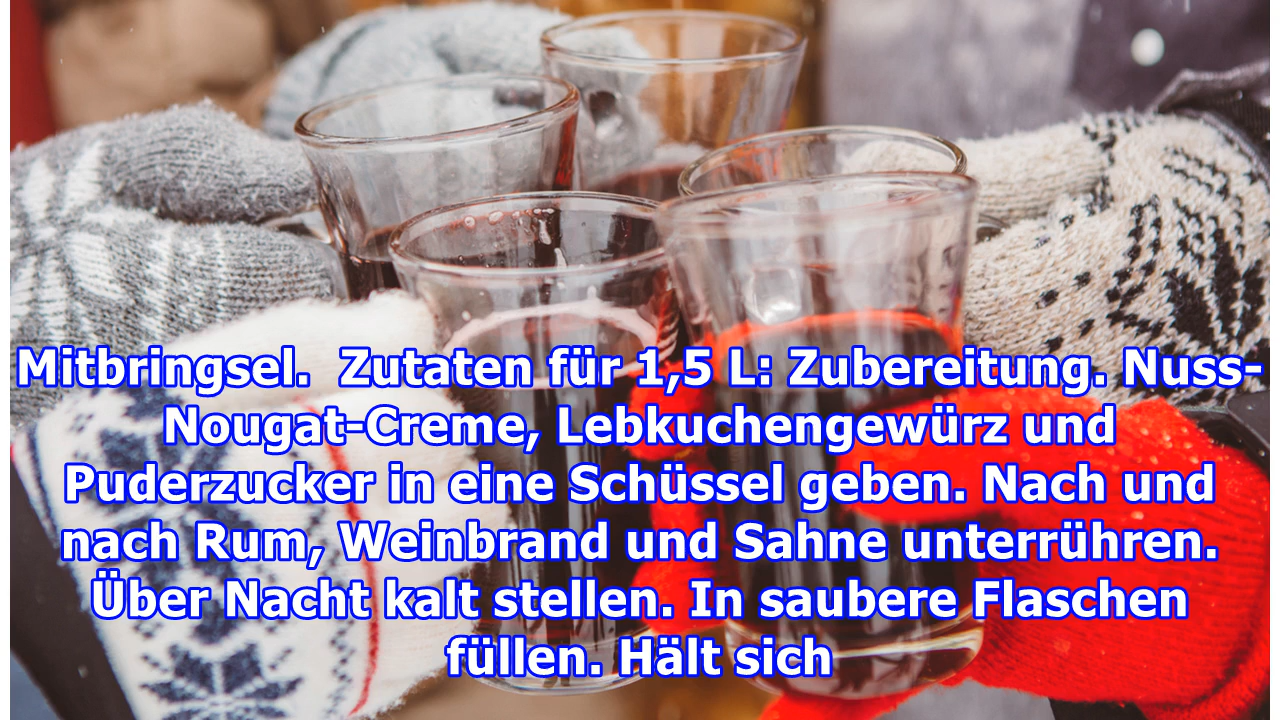 Mitbringsel.  Zutaten für 1,5 L: Zubereitung. Nuss-
Nougat-Creme, Lebkuchengewürz und
Puderzucker in eine Schüssel geben. Nach und
nach Rum, Weinbrand und Sahne unterrühren.
Über Nacht kalt stellen. In saubere Flaschen
füllen. Hält sich